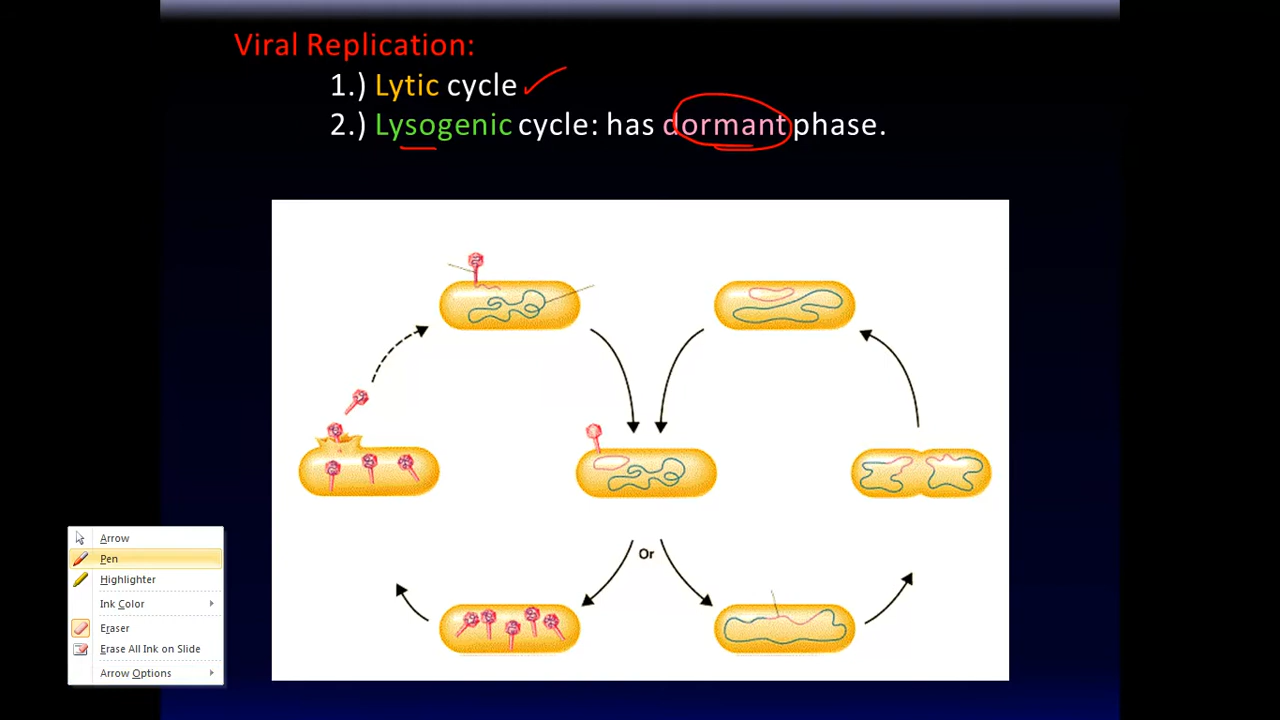 Viral Replication:
1.) Lytic cycle
2.) Lysogenic cycle: has dormant phase.
Or
Arrow
Pen
Highlighter
Ink Color
Eraser
Erase All Ink on Slide
Arrow Options